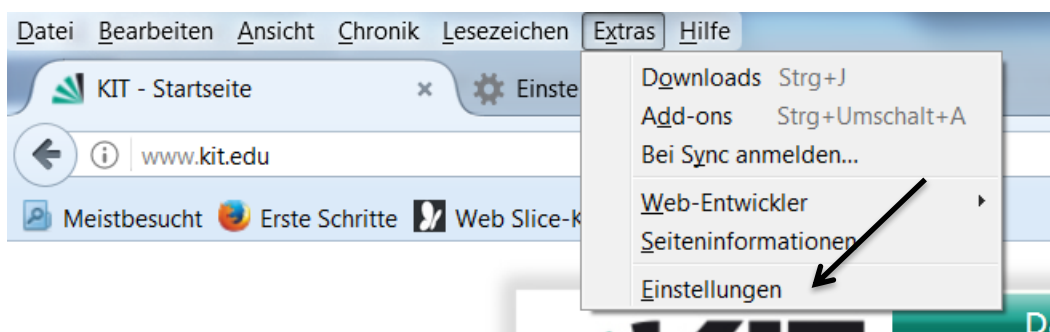 Datei Bearbeiten Ansicht Chronik Lesezeichen Extras Hilfe
KIT - Startseite × Einste
www.kit.edu
Meistbesucht Erste Schritte Web Slice-K
Downloads Strg+J
Add-ons Strg+Umschalt+A
Bei Sync anmelden...
Web-Entwickler
Seiteninformationen
Einstellungen
D